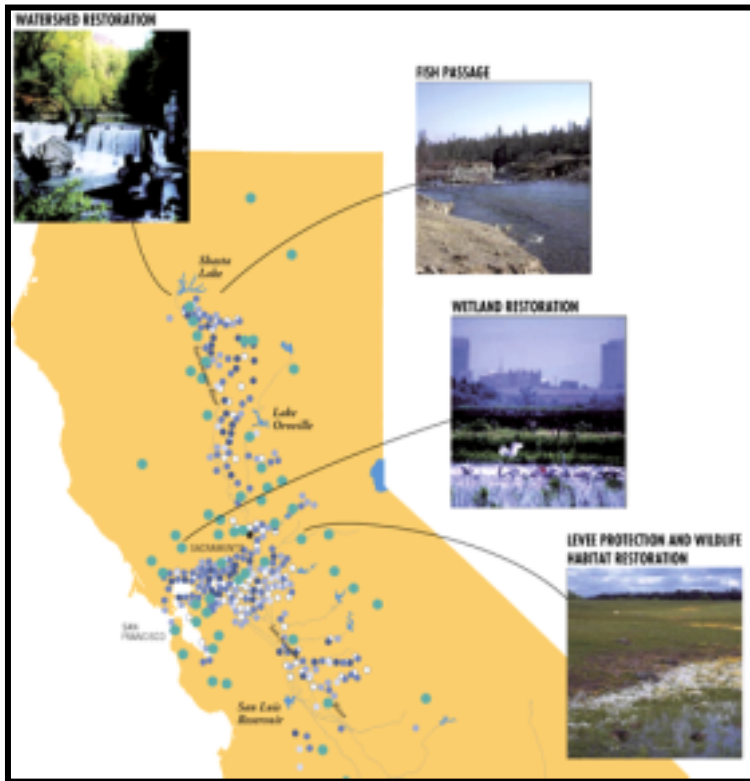 WATERSHED RESTORATION
FISH PASSAGE
Shasta
Lake
WETLAND RESTORATION
Lake
Oroville
LEVEE PROTECTION AND WILDLIFE
HABITAT RESTORATION
SACRAMENTO
SAN
FRANCISCO
San Luis
Reservoir